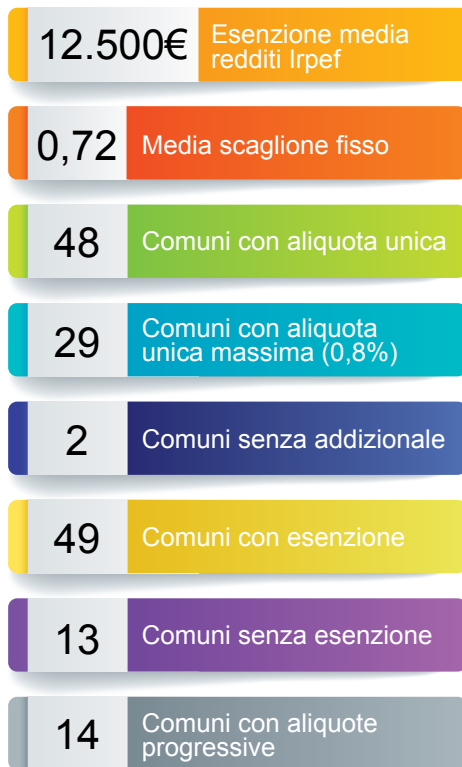 12.500€
Esenzione media
redditi Irpef
0,72
Media scaglione fisso
48
Comuni con aliquota unica
29
Comuni con aliquota
unica massima (0,8%)
2
Comuni senza addizionale
49
Comuni con esenzione
13
Comuni senza esenzione
14
Comuni con aliquote
progressive